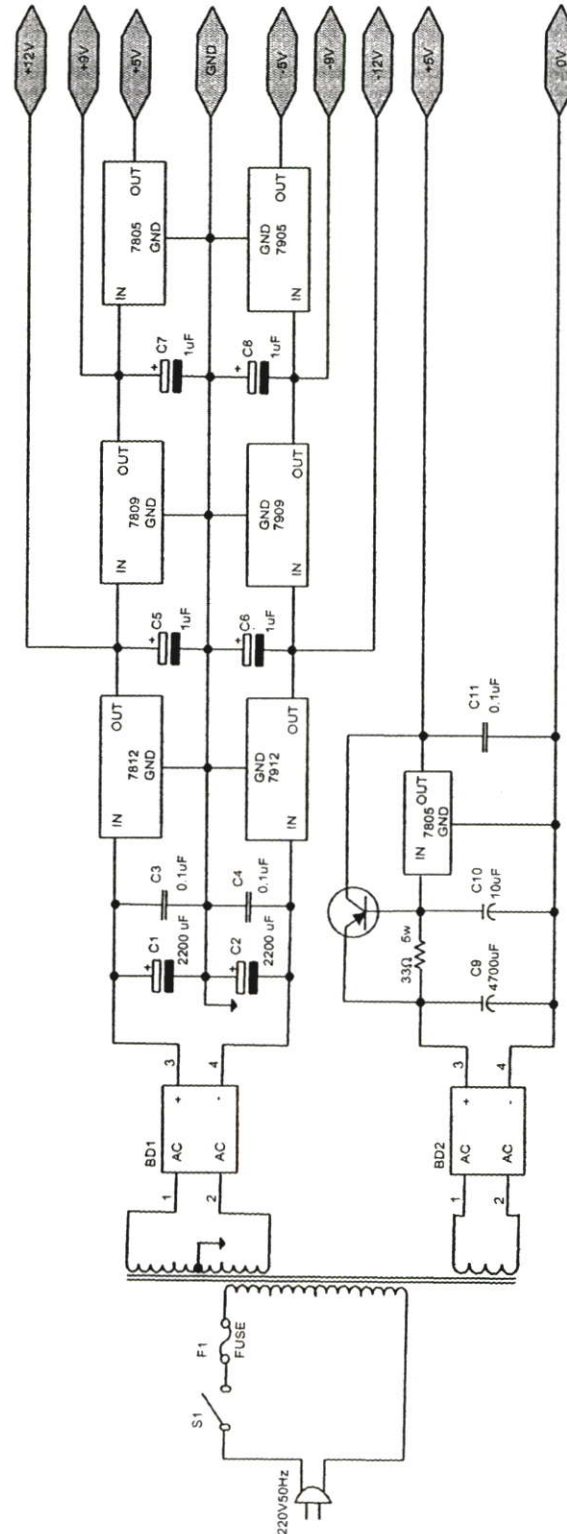 +12V
+9V
+5V
GND
-5V
-9V
-12V
+5V
0V
7805
IN
OUT
GND
7905
IN
OUT
GND
C7
+
1uF
C8
+
1uF
7809
IN
OUT
GND
7909
IN
OUT
GND
C5
+
1uF
C6
+
1uF
7812
IN
OUT
GND
7912
IN
OUT
GND
C3
0.1uF
C4
0.1uF
C1
+
2200 uF
C2
+
2200 uF
C11
0.1uF
7805
IN
OUT
GND
C10
10uF
33Ω 5w
C9
4700uF
BD1
AC
AC
+
-
1
2
3
4
BD2
AC
AC
+
-
1
2
3
4
F1
FUSE
S1
220V50Hz